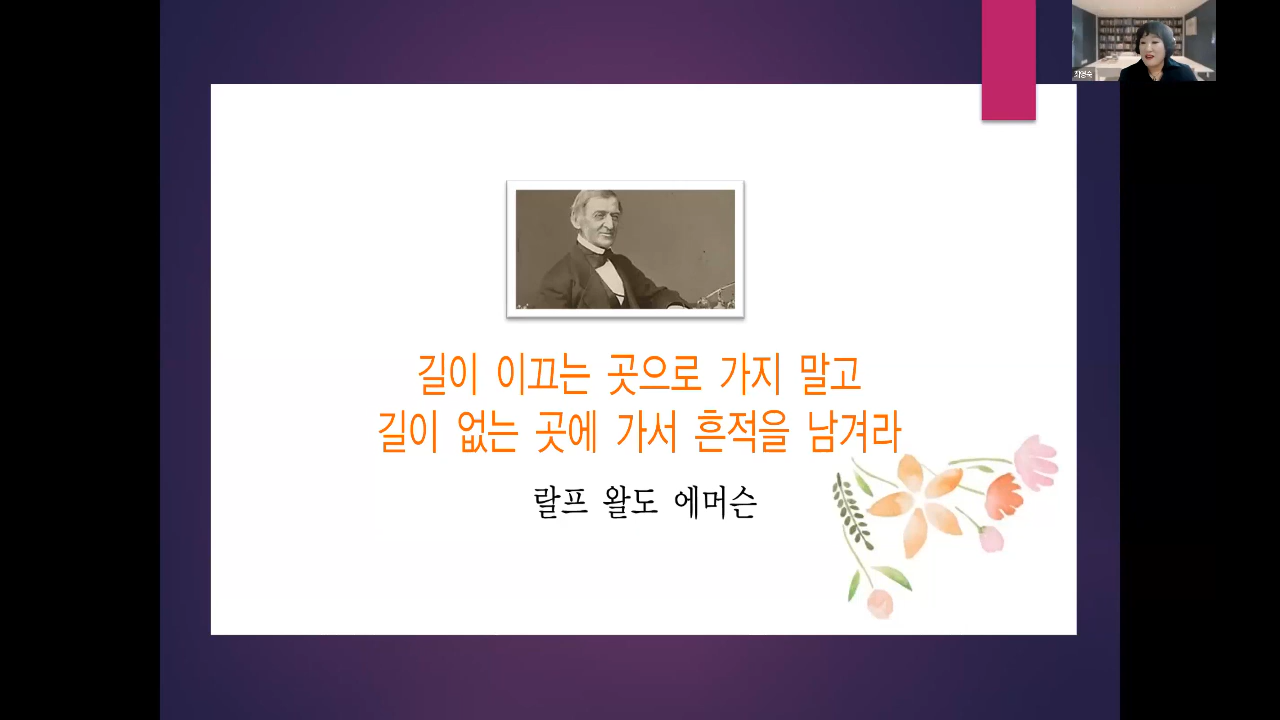 길이 이끄는 곳으로 가지 말고
길이 없는 곳에 가서 흔적을 남겨라
랄프 왈도 에머슨